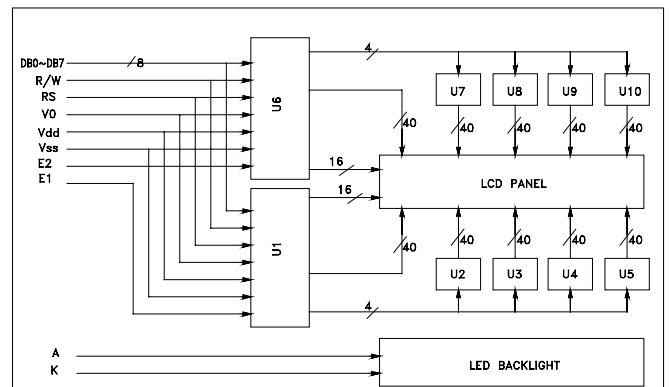 4
DB0~DB7 8
R/W
RS
V0
Vdd
Vss
E2
E1
U6
U7 U8 U9 U10
40 40 40 40 40
16
16
LCD PANEL
U1
40 40 40 40 40
U2 U3 U4 U5
4
A
K
LED BACKLIGHT